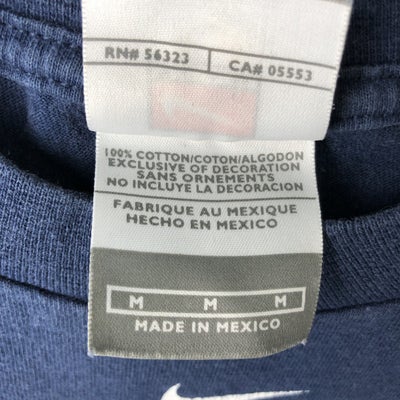 RN# 56323 CA# 05553
100% COTTON/COTON/ALGODON
EXCLUSIVE OF DECORATION
SANS ORNEMENTS
NO INCLUYE LA DECORACION
FABRIQUE AU MEXIQUE
HECHO EN MEXICO
M M M
MADE IN MEXICO